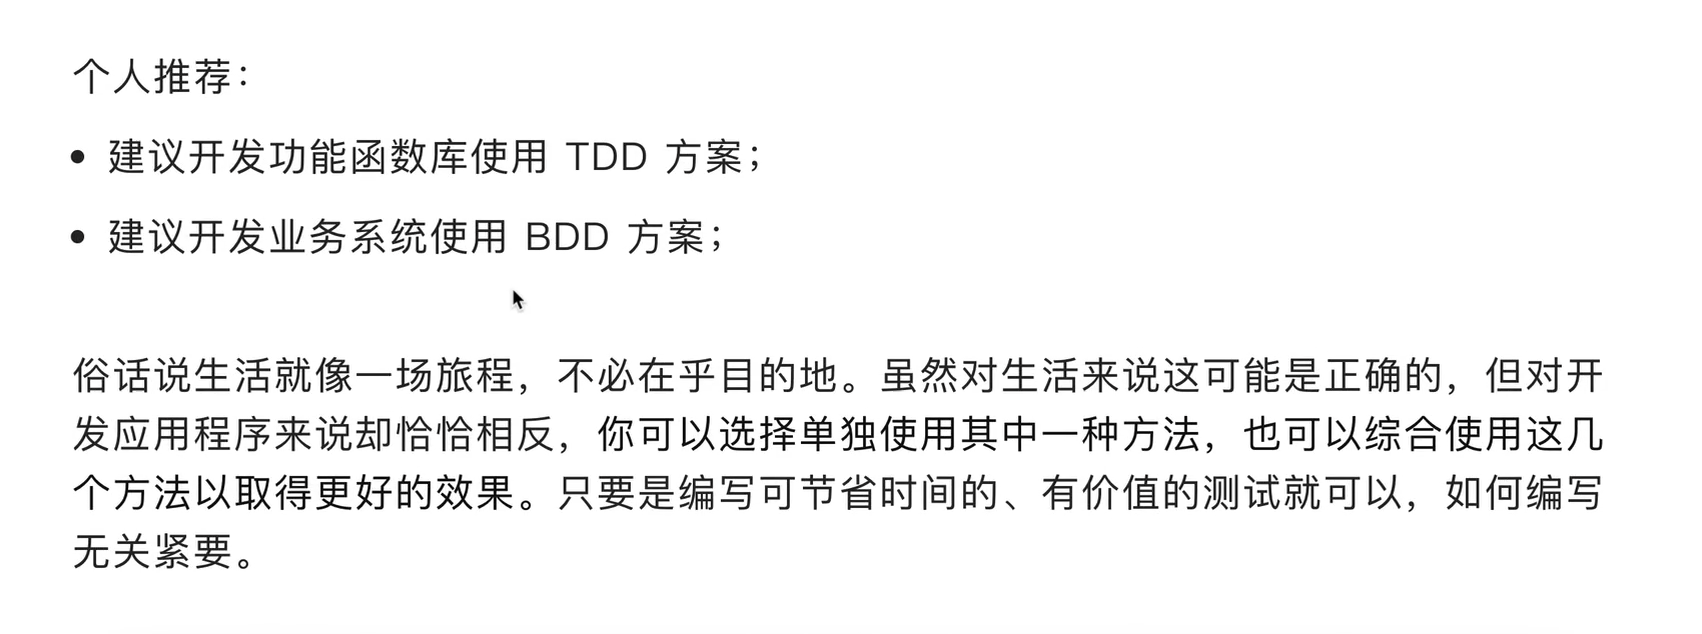 个人推荐：
• 建议开发功能函数库使用 TDD 方案；
• 建议开发业务系统使用 BDD 方案；
俗话说生活就像一场旅程，不必在乎目的地。虽然对生活来说这可能是正确的，但对开
发应用程序来说却恰恰相反，你可以选择单独使用其中一种方法，也可以综合使用这几
个方法以取得更好的效果。只要是编写可节省时间的、有价值的测试就可以，如何编写
无关紧要。